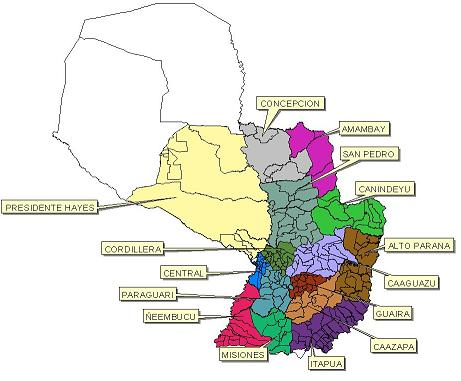 CONCEPCION
AMAMBAY
SAN PEDRO
CANINDEYU
PRESIDENTE HAYES
CORDILLERA
ALTO PARANA
CENTRAL
CAAGUAZU
PARAGUARI
ÑEEMBUCU
GUAIRA
CAAZAPA
MISIONES
ITAPUA